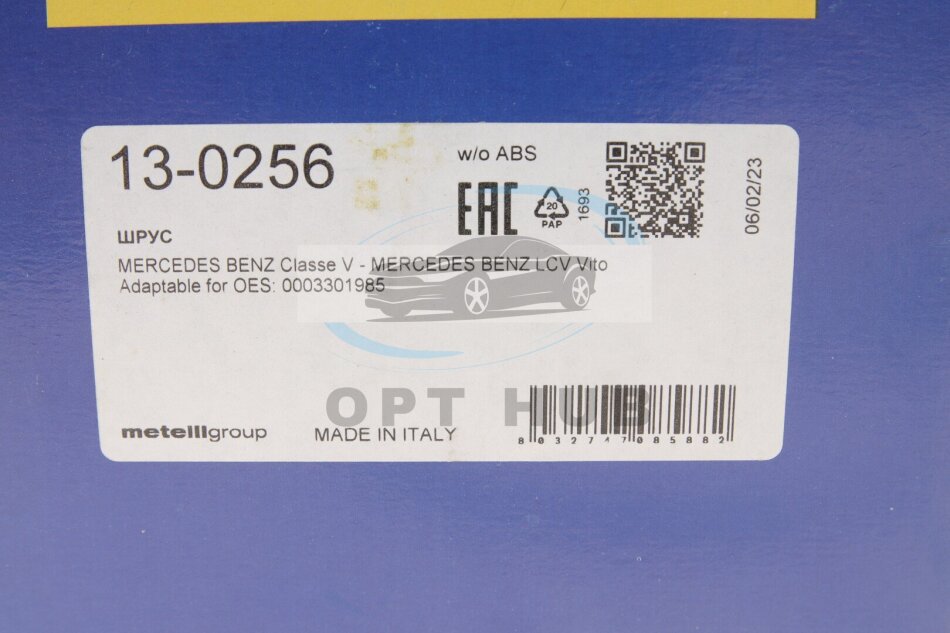 13-0256
w/o ABS
EAC
20
PAP
1693
06/02/23
ШРУС
MERCEDES BENZ Classe V - MERCEDES BENZ LCV Vito
Adaptable for OES: 0003301985
OPT HUB
metelligroup
MADE IN ITALY
8032747085882